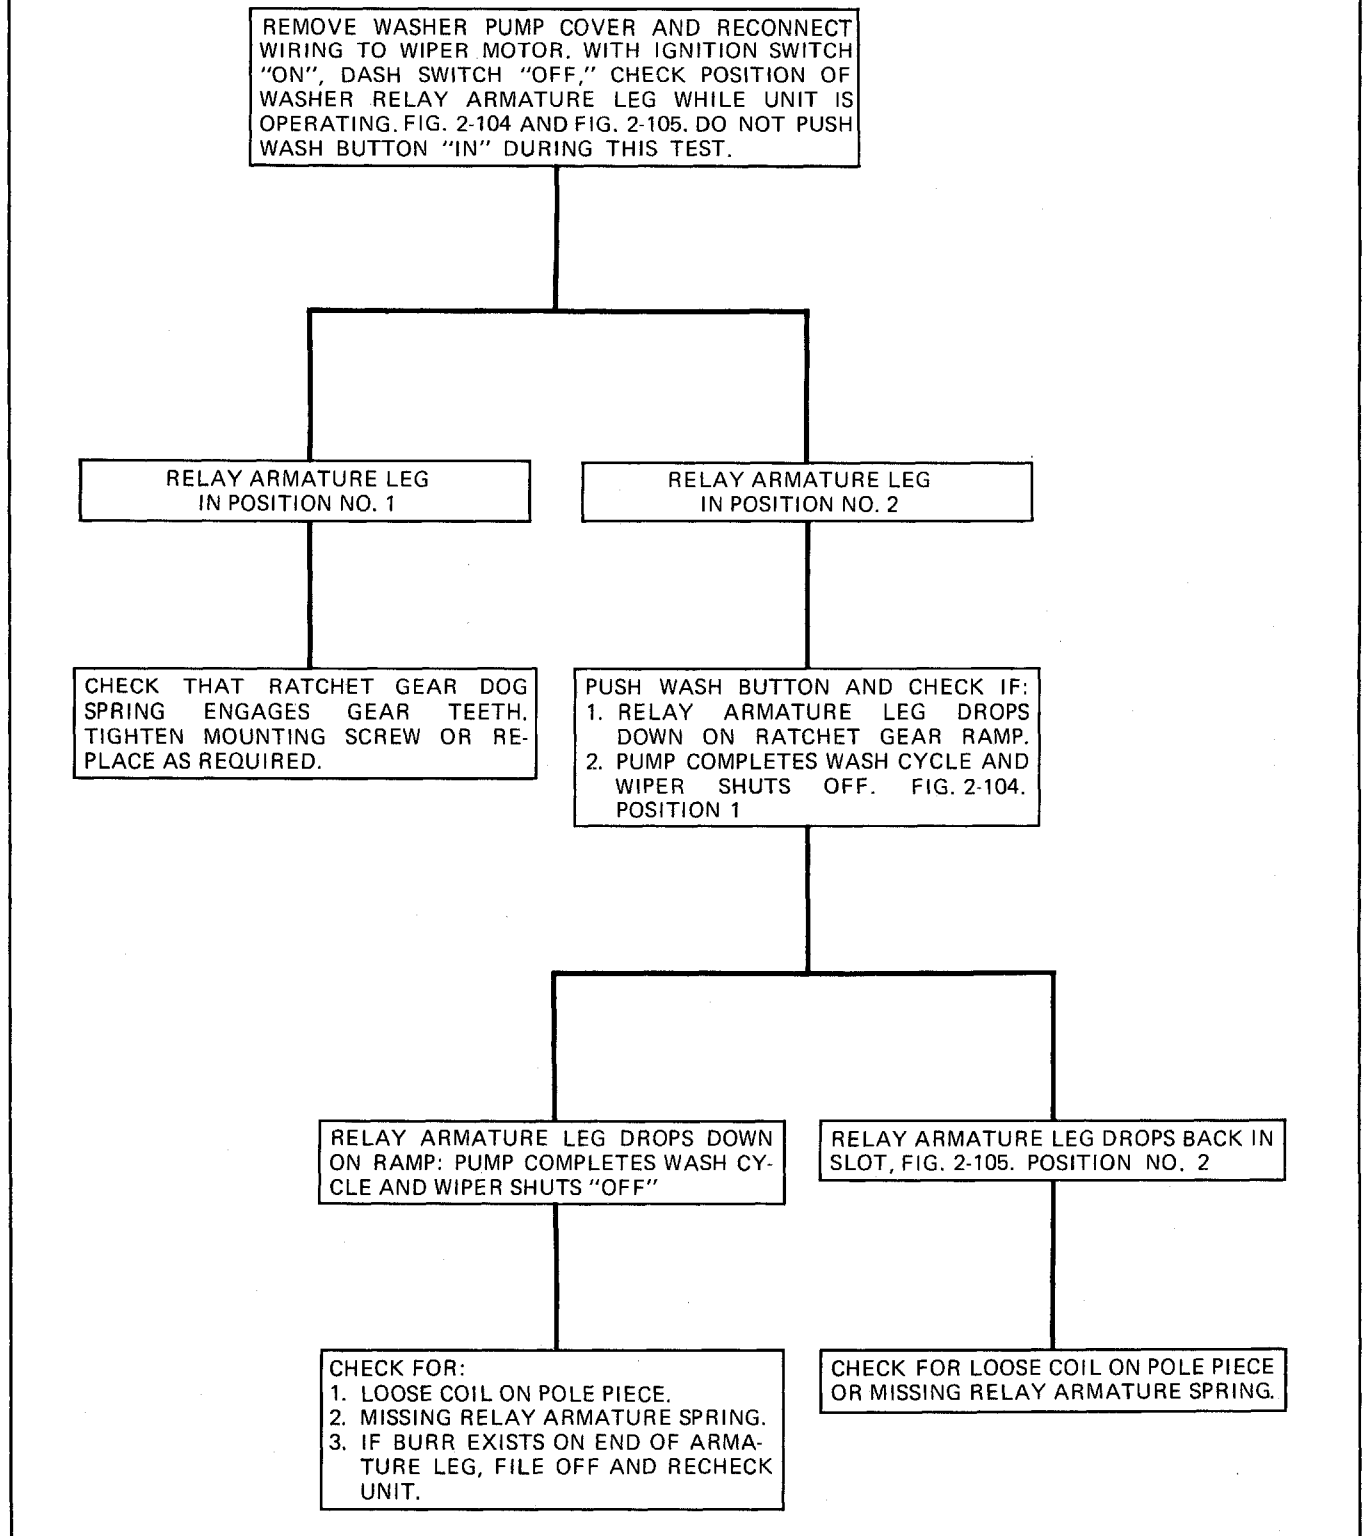 REMOVE WASHER PUMP COVER AND RECONNECT
WIRING TO WIPER MOTOR. WITH IGNITION SWITCH
"ON", DASH SWITCH "OFF," CHECK POSITION OF
WASHER RELAY ARMATURE LEG WHILE UNIT IS
OPERATING. FIG. 2-104 AND FIG. 2-105. DO NOT PUSH
WASH BUTTON "IN" DURING THIS TEST.
RELAY ARMATURE LEG
IN POSITION NO. 1
RELAY ARMATURE LEG
IN POSITION NO. 2
CHECK THAT RATCHET GEAR DOG
SPRING ENGAGES GEAR TEETH.
TIGHTEN MOUNTING SCREW OR RE-
PLACE AS REQUIRED.
PUSH WASH BUTTON AND CHECK IF:
1. RELAY ARMATURE LEG DROPS
DOWN ON RATCHET GEAR RAMP.
2. PUMP COMPLETES WASH CYCLE AND
WIPER SHUTS OFF. FIG. 2-104.
POSITION 1
RELAY ARMATURE LEG DROPS DOWN
ON RAMP: PUMP COMPLETES WASH CY-
CLE AND WIPER SHUTS "OFF"
RELAY ARMATURE LEG DROPS BACK IN
SLOT, FIG. 2-105. POSITION NO. 2
CHECK FOR:
1. LOOSE COIL ON POLE PIECE.
2. MISSING RELAY ARMATURE SPRING.
3. IF BURR EXISTS ON END OF ARMA-
TURE LEG, FILE OFF AND RECHECK
UNIT.
CHECK FOR LOOSE COIL ON POLE PIECE
OR MISSING RELAY ARMATURE SPRING.